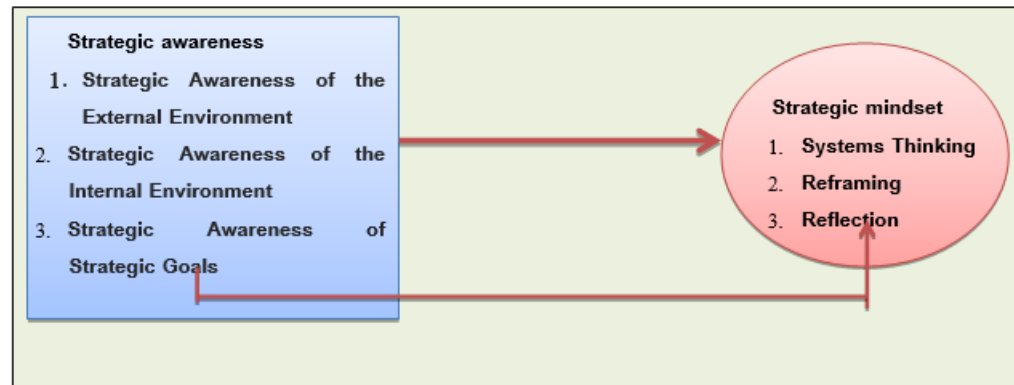 Strategic awareness
1. Strategic Awareness of the
External Environment
2. Strategic Awareness of the
Internal Environment
3. Strategic Awareness of
Strategic Goals
Strategic mindset
1. Systems Thinking
2. Reframing
3. Reflection